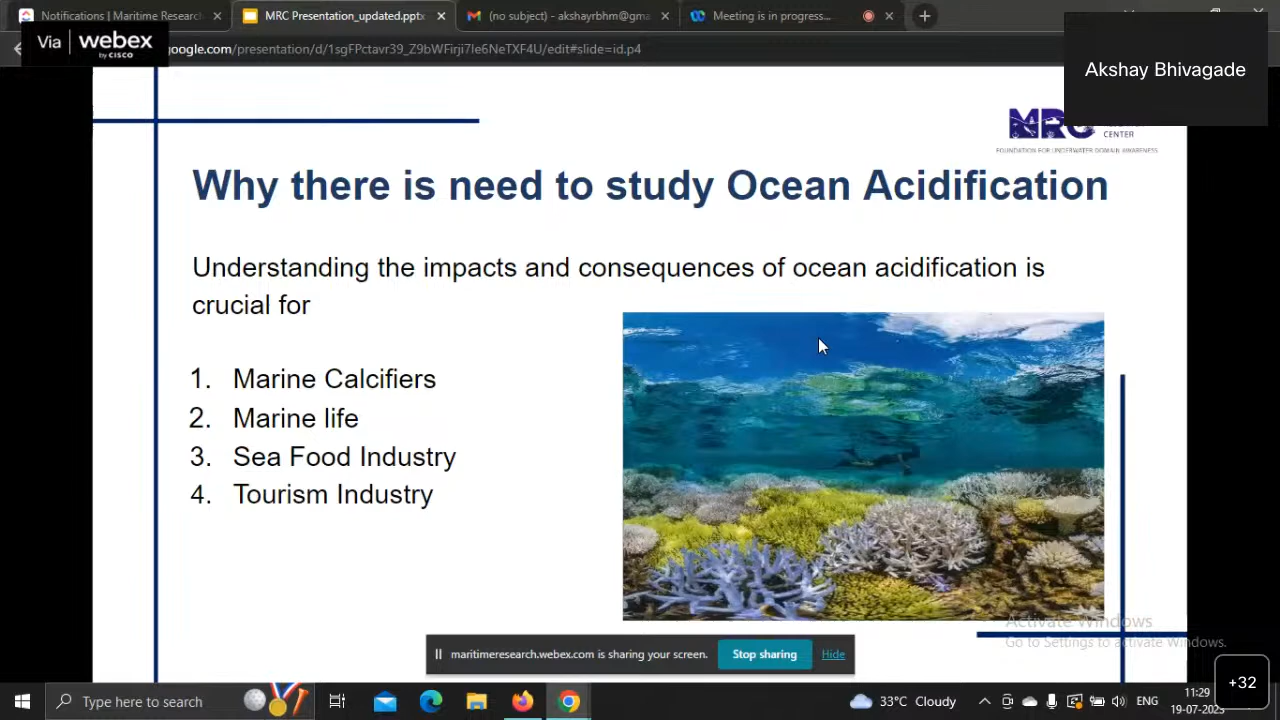 Notifications | Maritime Resear
MRC Presentation_updated.pptx
(no subject) - akshayrbhm@gma
Meeting is in progress...
Via webex
by CISCO
google.com/presentation/d/1sgFPctavr39_Z9bWFirji7Ie6NeTXF4U/edit#slide=id.p4
Akshay Bhivagade
MRC
CENTER
FOUNDATION FOR UNDERWATER DOMAIN AWARENESS
Why there is need to study Ocean Acidification
Understanding the impacts and consequences of ocean acidification is
crucial for
1. Marine Calcifiers
2. Marine life
3. Sea Food Industry
4. Tourism Industry
Activate Windows
Go to Settings to activate Windows.
maritimeresearch.webex.com is sharing your screen.
Stop sharing
Hide
Type here to search
33°C Cloudy
ENG
11:29
19-07-2023
+32